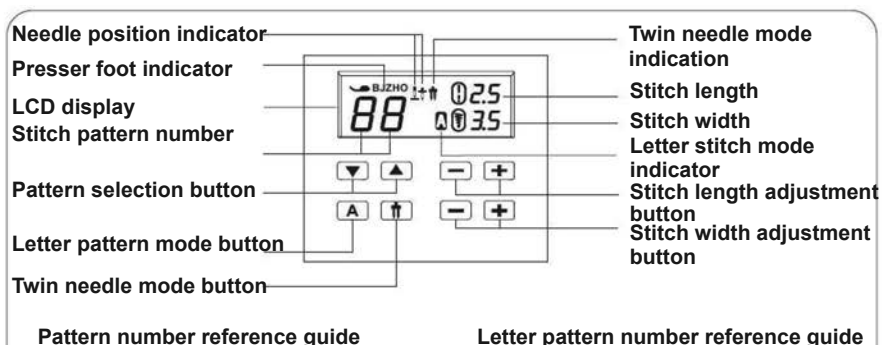 Needle position indicator
Presser foot indicator
LCD display
Stitch pattern number
Pattern selection button
Letter pattern mode button
Twin needle mode button
BJZHO
88
2.5
A
3.5
A
Twin needle mode
indication
Stitch length
Stitch width
Letter stitch mode
indicator
Stitch length adjustment
button
Stitch width adjustment
button
Pattern number reference guide
Letter pattern number reference guide